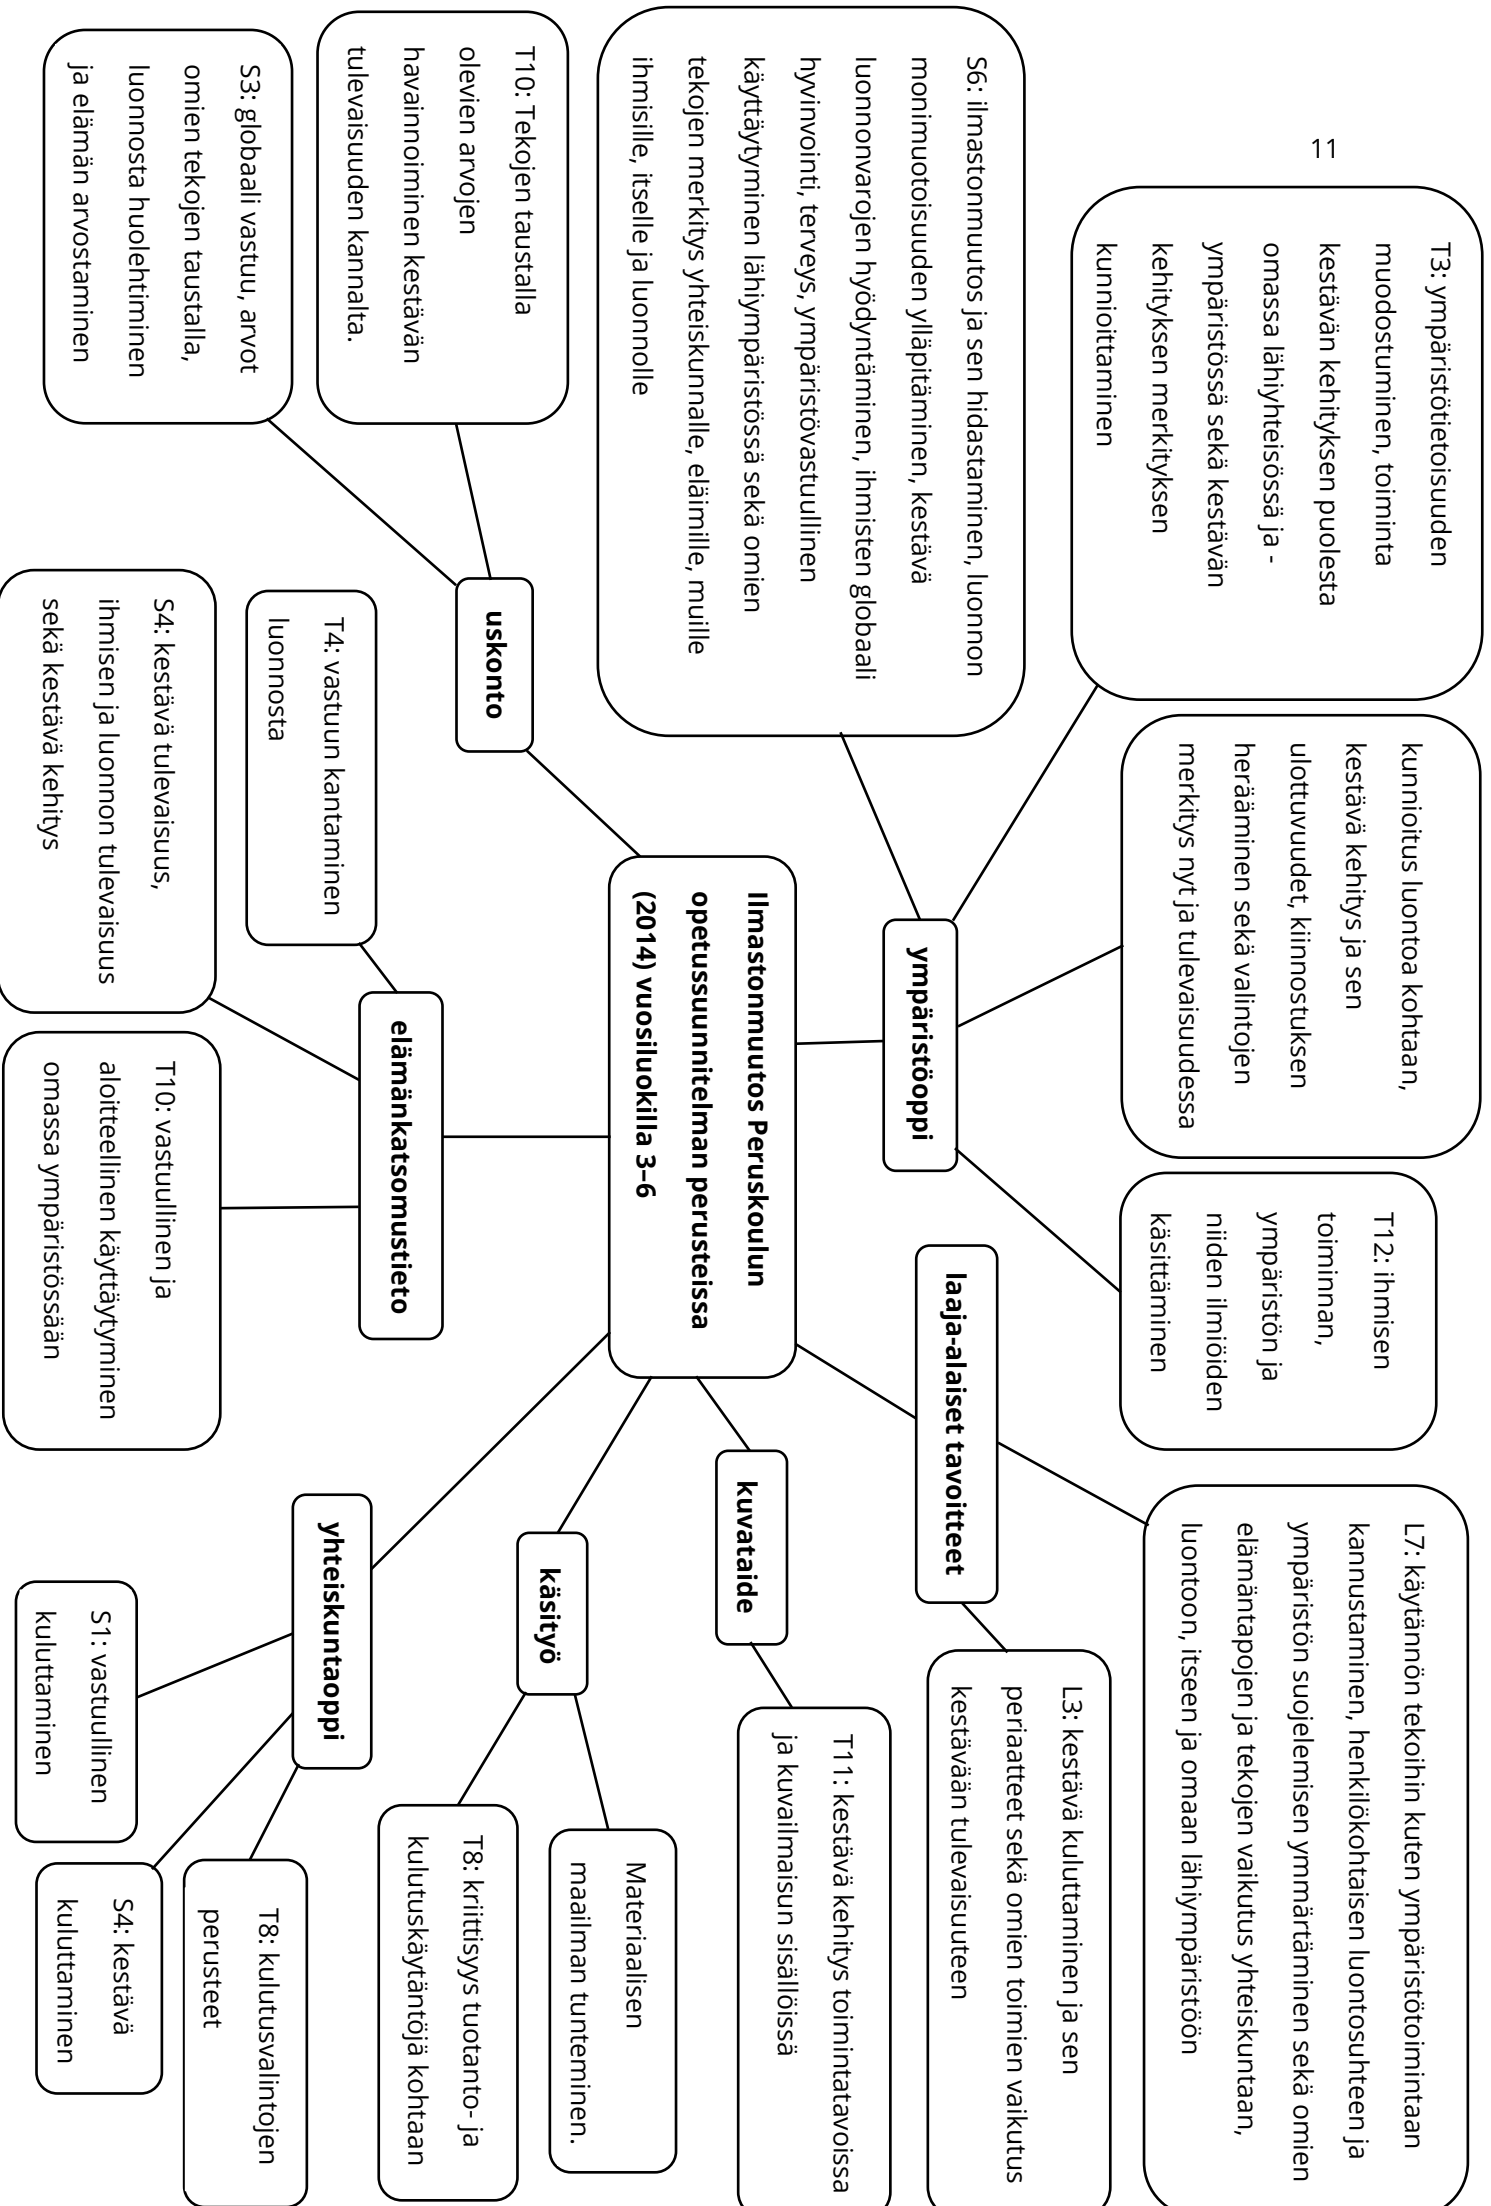 11
T3: ympäristötietoisuuden
muodostuminen, toiminta
kestävän kehityksen puolesta
omassa lähiyhteisössä ja -
ympäristössä sekä kestävän
kehityksen merkityksen
kunnioittaminen
kunnioitus luontoa kohtaan,
kestävä kehitys ja sen
ulottuvuudet, kiinnostuksen
herääminen sekä valintojen
merkitys nyt ja tulevaisuudessa
T12: ihmisen
toiminnan,
ympäristön ja
niiden ilmiöiden
käsittäminen
L7: käytännön tekoihin kuten ympäristötoimintaan
kannustaminen, henkilökohtaisen luontosuhteen ja
ympäristön suojelemisen ymmärtäminen sekä omien
elämäntapojen ja tekojen vaikutus yhteiskuntaan,
luontoon, itseen ja omaan lähiympäristöön
S6: ilmastonmuutos ja sen hidastaminen, luonnon
monimuotoisuuden ylläpitäminen, kestävä
luonnonvarojen hyödyntäminen, ihmisten globaali
hyvinvointi, terveys, ympäristövastuullinen
käyttäytyminen lähiympäristössä sekä omien
tekojen merkitys yhteiskunnalle, eläimille, muille
ihmisille, itselle ja luonnolle
ympäristöoppi
laaja-alaiset tavoitteet
L3: kestävä kuluttaminen ja sen
periaatteet sekä omien toimien vaikutus
kestävään tulevaisuuteen
Ilmastonmuutos Peruskoulun
opetussuunnitelman perusteissa
(2014) vuosiluokilla 3–6
kuvataide
T11: kestävä kehitys toimintatavoissa
ja kuvailmaisun sisällöissä
T10: Tekojen taustalla
olevien arvojen
havainnoiminen kestävän
tulevaisuuden kannalta.
uskonto
S3: globaali vastuu, arvot
omien tekojen taustalla,
luonnosta huolehtiminen
ja elämän arvostaminen
käsityö
Materiaalisen
maailman tunteminen.
T8: kriittisyys tuotanto- ja
kulutuskäytäntöjä kohtaan
T4: vastuun kantaminen
luonnosta
elämänkatsomustieto
S4: kestävä tulevaisuus,
ihmisen ja luonnon tulevaisuus
sekä kestävä kehitys
T10: vastuullinen ja
aloitteellinen käyttäytyminen
omassa ympäristössään
yhteiskuntaoppi
T8: kulutusvalintojen
perusteet
S1: vastuullinen
kuluttaminen
S4: kestävä
kuluttaminen